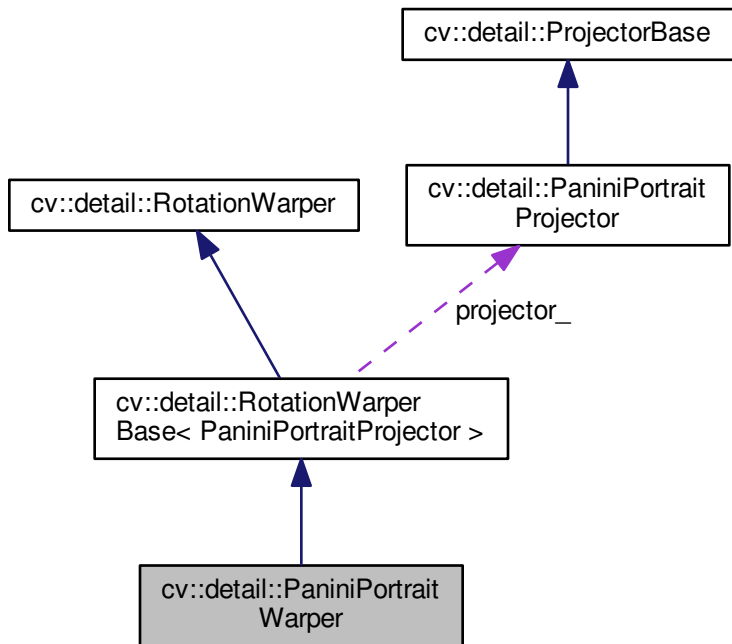 cv::detail::ProjectorBase
cv::detail::RotationWarper
cv::detail::PaniniPortrait
Projector
projector_
cv::detail::RotationWarper
Base< PaniniPortraitProjector >
cv::detail::PaniniPortrait
Warper